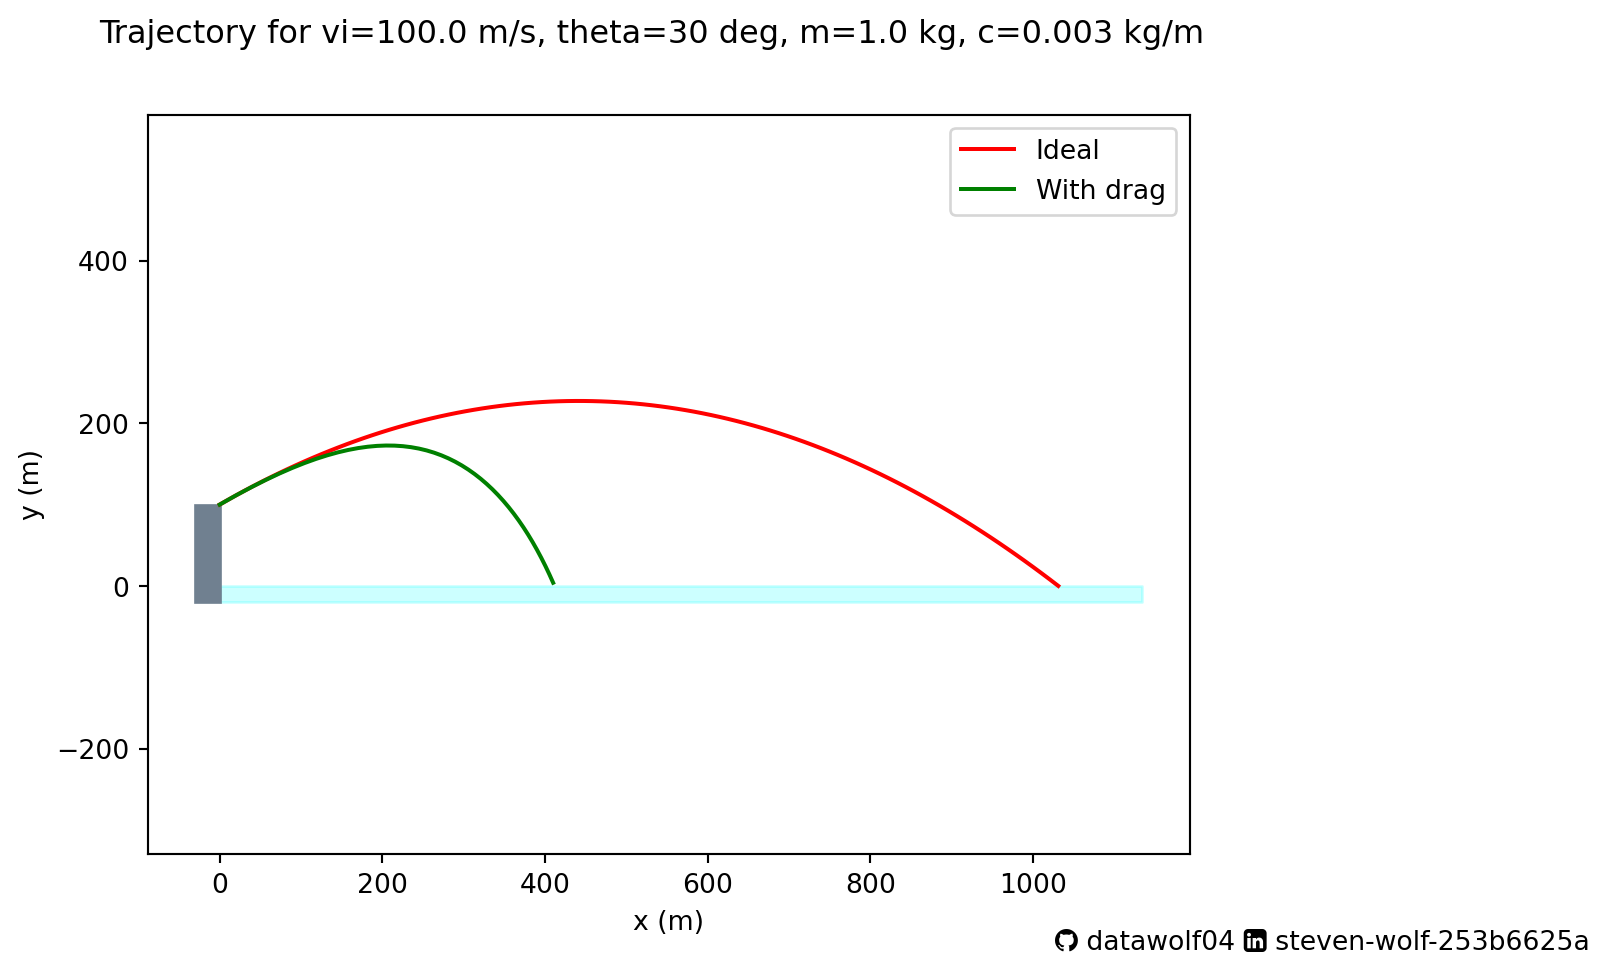 Trajectory for vi=100.0 m/s, theta=30 deg, m=1.0 kg, c=0.003 kg/m
Ideal
With drag
y (m)
400
200
0
−200
0 200 400 600 800 1000
x (m)
datawolf04 in steven-wolf-253b6625a